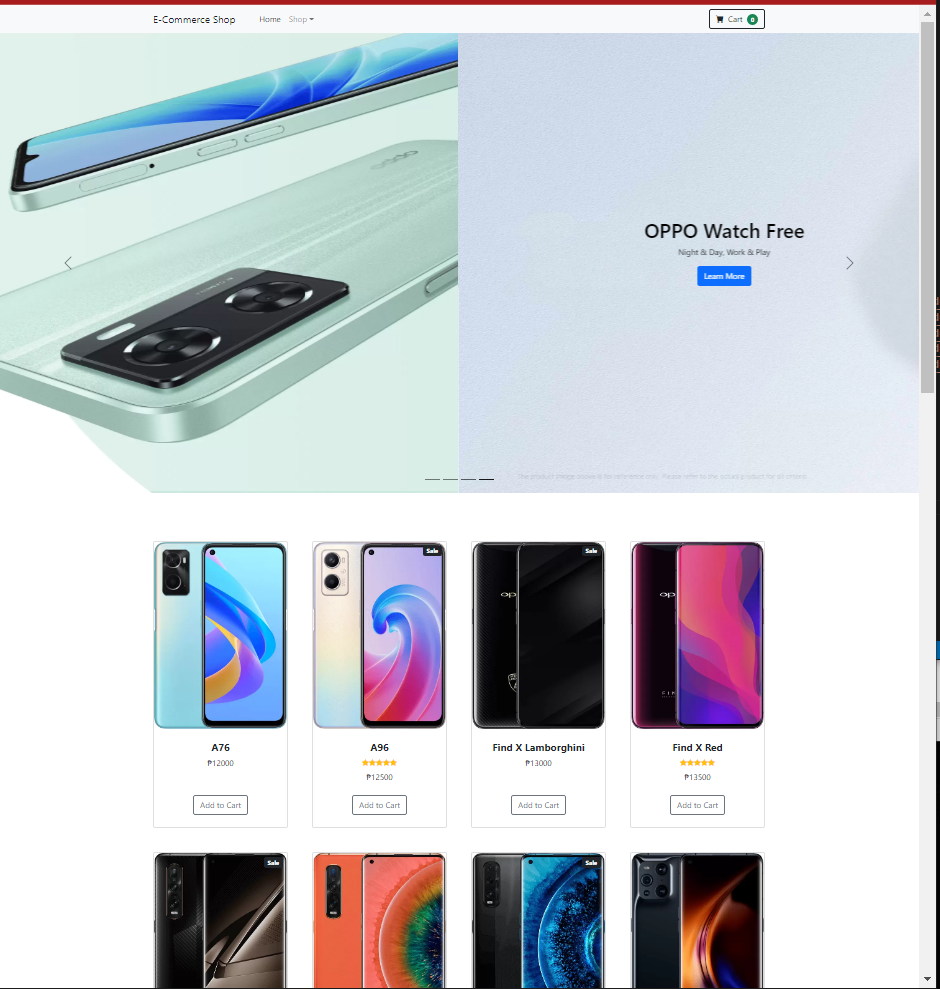 E-Commerce Shop
Home
Shop
Cart 0
oppo
OPPO Watch Free
Night & Day, Work & Play
Learn More
Sale
Sale
A76
₱12000
Add to Cart
A96
₱12500
Add to Cart
Find X Lamborghini
₱13000
Add to Cart
Find X Red
₱13500
Add to Cart
Sale
Sale